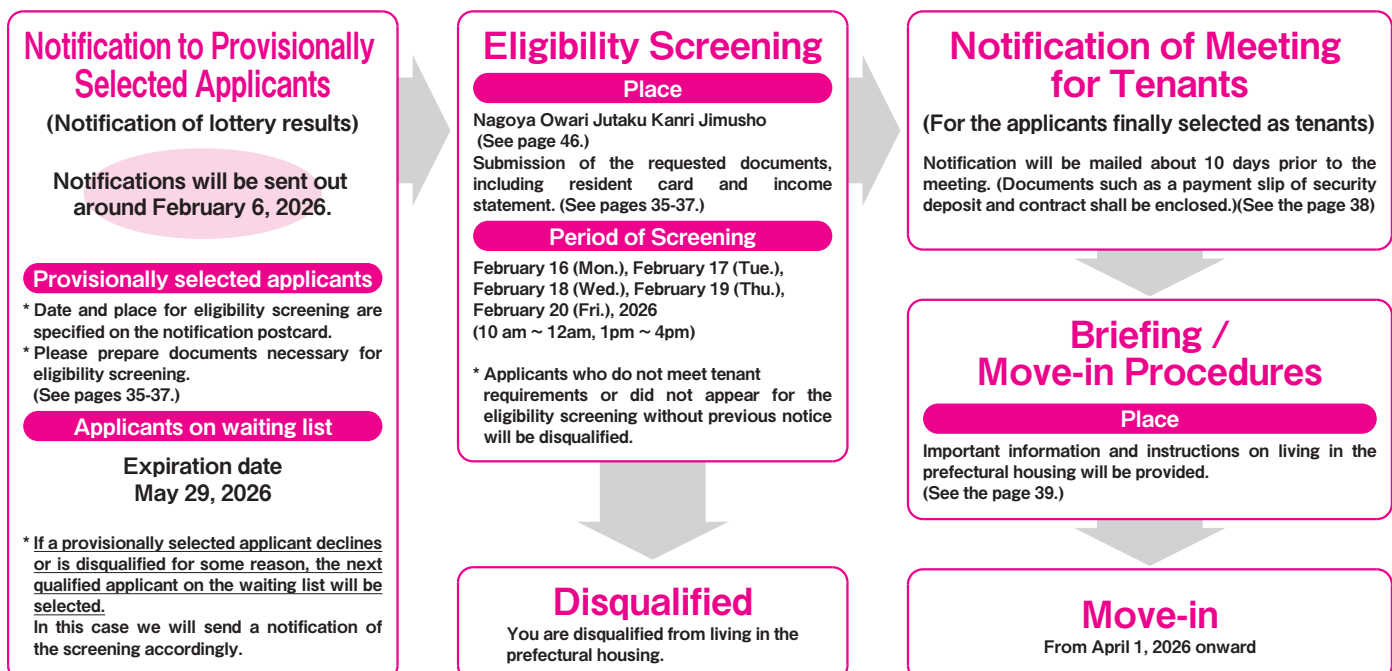 Notification to Provisionally
Selected Applicants
(Notification of lottery results)
Notifications will be sent out
around February 6, 2026.
Provisionally selected applicants
* Date and place for eligibility screening are
specified on the notification postcard.
* Please prepare documents necessary for
eligibility screening.
(See pages 35-37.)
Applicants on waiting list
Expiration date
May 29, 2026
* If a provisionally selected applicant declines
or is disqualified for some reason, the next
qualified applicant on the waiting list will be
selected.
In this case we will send a notification of
the screening accordingly.
Eligibility Screening
Place
Nagoya Owari Jutaku Kanri Jimusho
(See page 46.)
Submission of the requested documents,
including resident card and income
statement. (See pages 35-37.)
Period of Screening
February 16 (Mon.), February 17 (Tue.),
February 18 (Wed.), February 19 (Thu.),
February 20 (Fri.), 2026
(10 am ~ 12am, 1pm ~ 4pm)
* Applicants who do not meet tenant
requirements or did not appear for the
eligibility screening without previous notice
will be disqualified.
Disqualified
You are disqualified from living in the
prefectural housing.
Notification of Meeting
for Tenants
(For the applicants finally selected as tenants)
Notification will be mailed about 10 days prior to the
meeting. (Documents such as a payment slip of security
deposit and contract shall be enclosed.)(See the page 38)
Briefing /
Move-in Procedures
Place
Important information and instructions on living in the
prefectural housing will be provided.
(See the page 39.)
Move-in
From April 1, 2026 onward